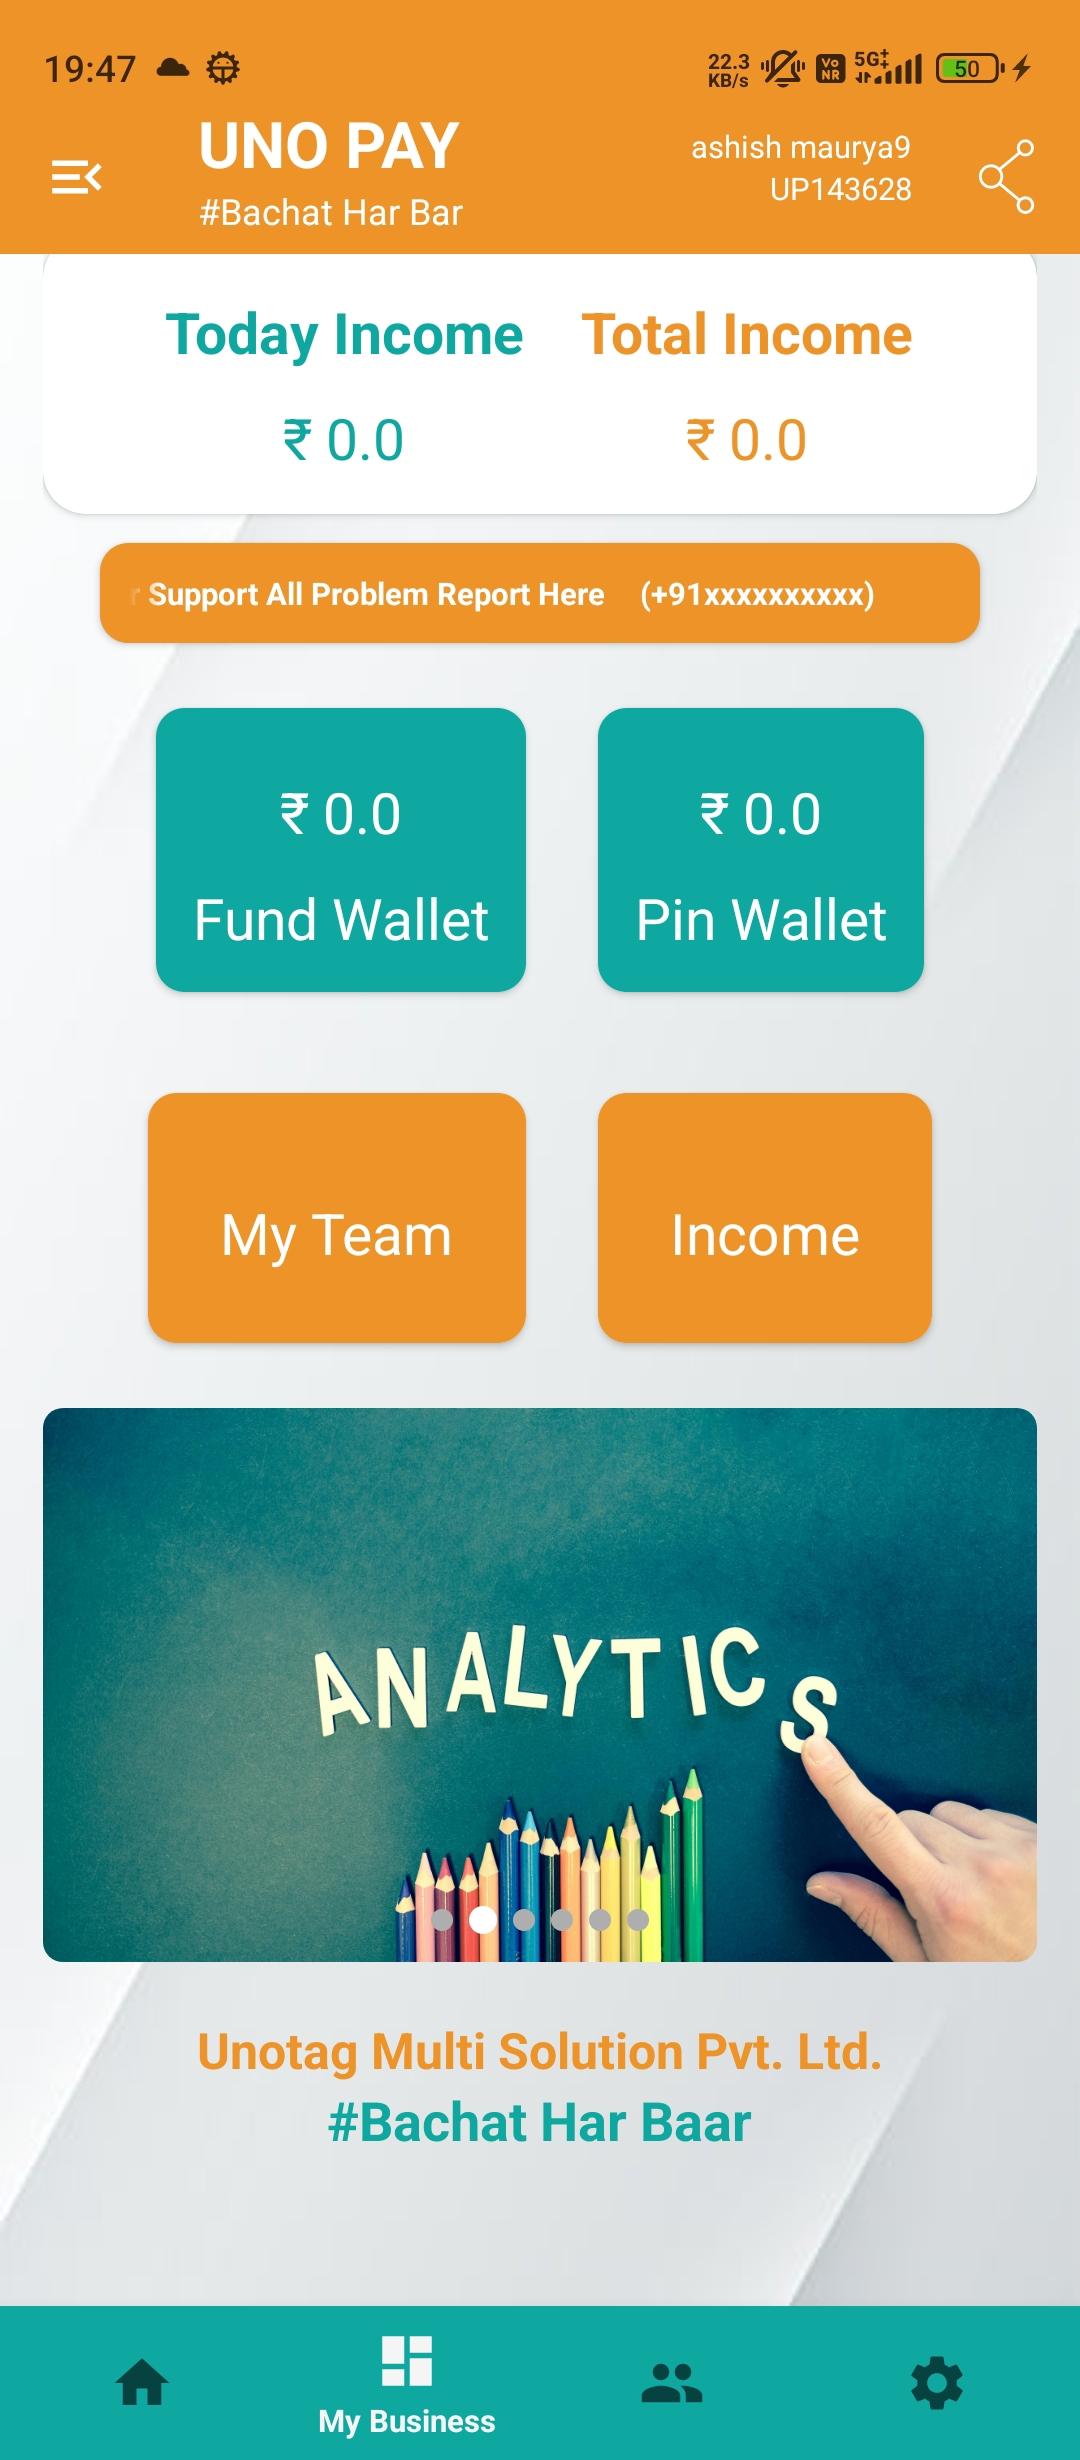 19:47
22.3
KB/s
Vo
NR
5G
50
UNO PAY
#Bachat Har Bar
ashish maurya9
UP143628
Today Income
Total Income
₹ 0.0
₹ 0.0
r Support All Problem Report Here (+91xxxxxxxxxx)
₹ 0.0
Fund Wallet
₹ 0.0
Pin Wallet
My Team
Income
ANALYTICS
Unotag Multi Solution Pvt. Ltd.
#Bachat Har Baar
My Business